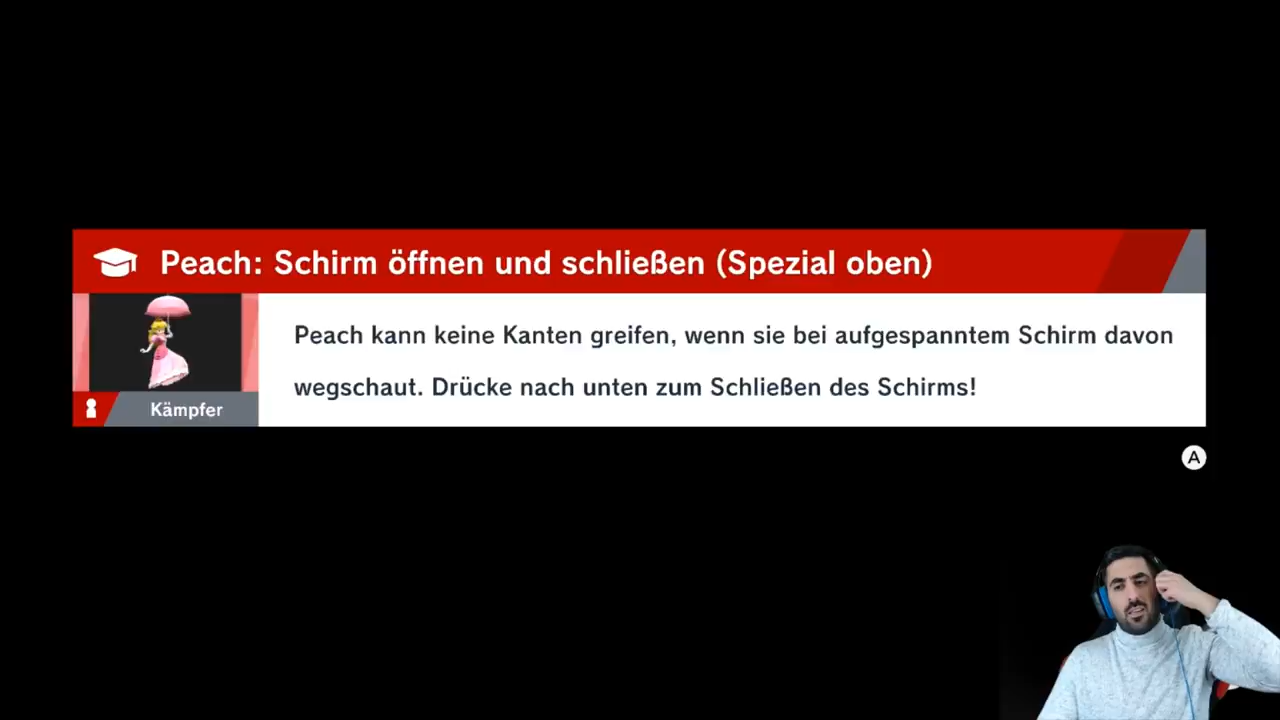 Peach: Schirm öffnen und schließen (Spezial oben)
Peach kann keine Kanten greifen, wenn sie bei aufgespanntem Schirm davon
wegschaut. Drücke nach unten zum Schließen des Schirms!
Kämpfer
A